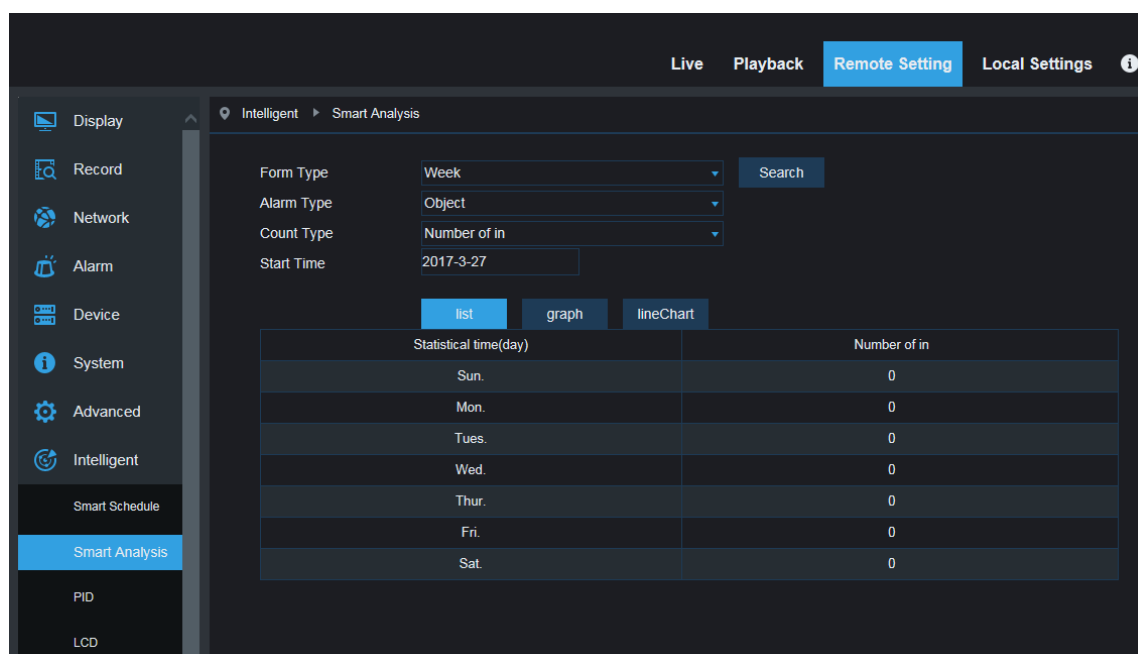 Live Playback Remote Setting Local Settings
Display
Record
Network
Alarm
Device
System
Advanced
Intelligent
Smart Schedule
Smart Analysis
PID
LCD
Intelligent Smart Analysis
Form Type Week Search
Alarm Type Object
Count Type Number of in
Start Time 2017-3-27
list graph lineChart
Statistical time(day) Number of in
Sun. 0
Mon. 0
Tues. 0
Wed. 0
Thur. 0
Fri. 0
Sat. 0